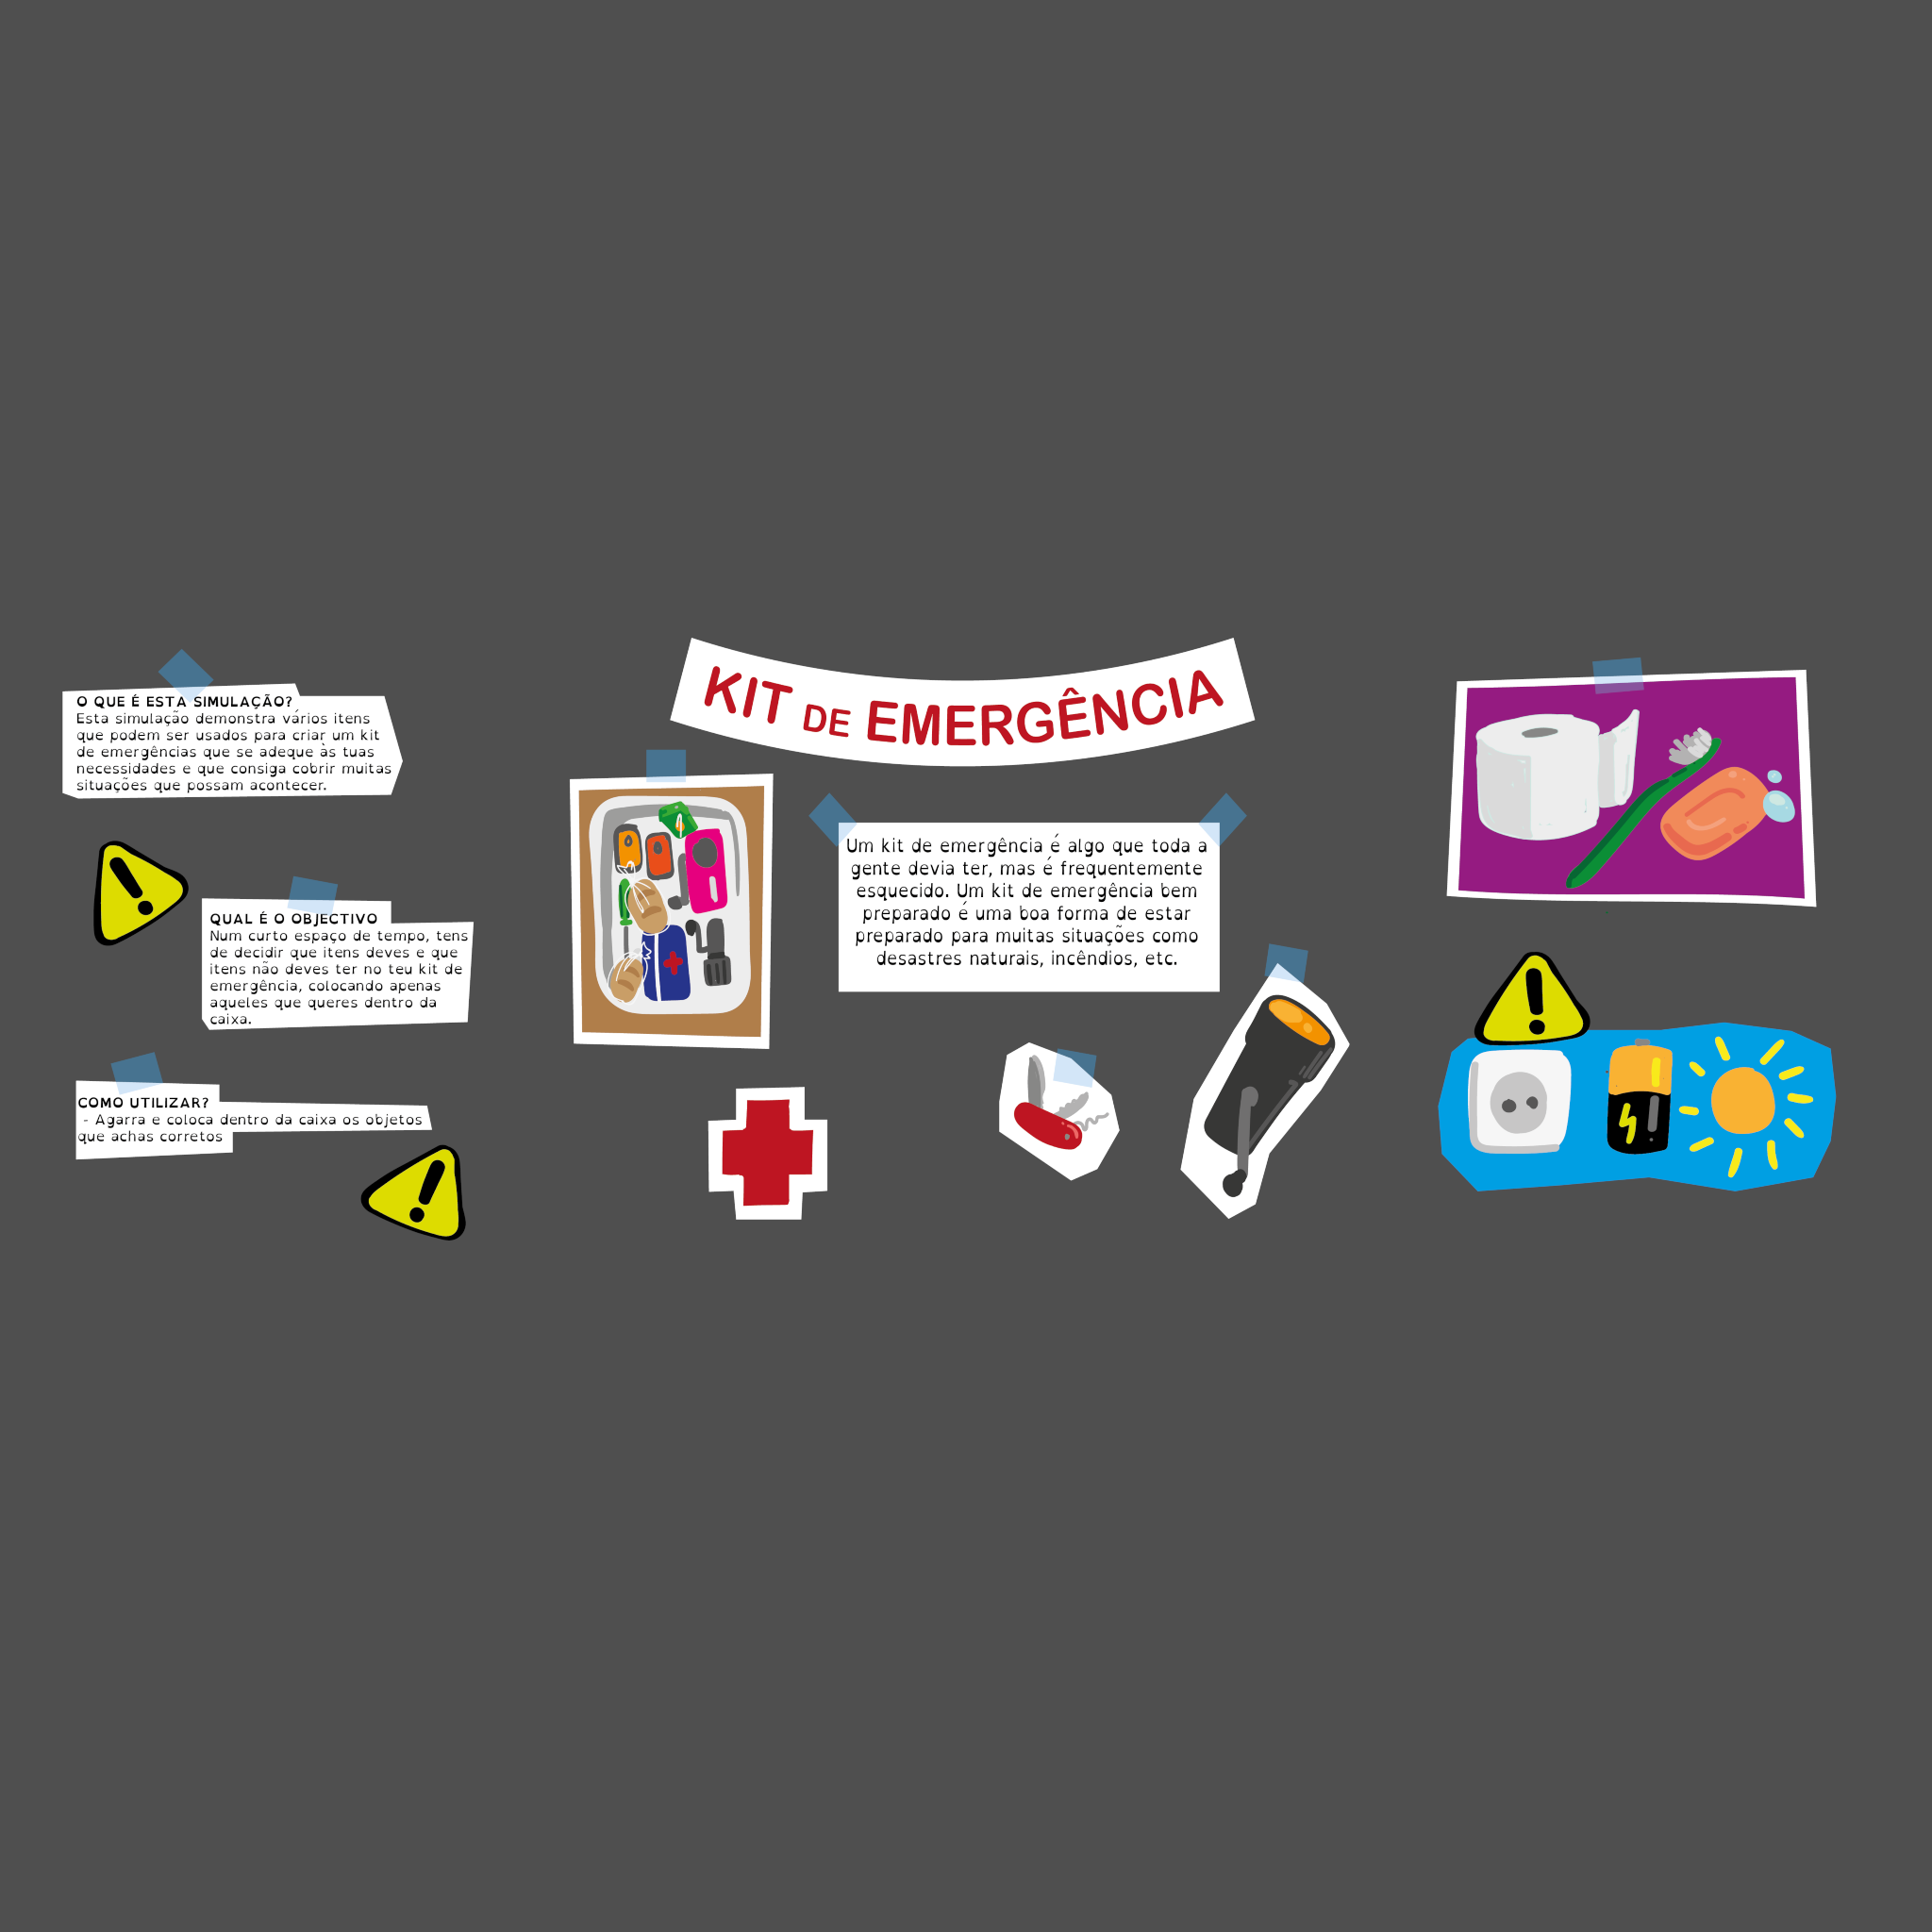 O QUE É ESTA SIMULAÇÃO?
Esta simulação demonstra vários itens
que podem ser usados para criar um kit
de emergências que se adeque às tuas
necessidades e que consiga cobrir muitas
situações que possam acontecer.
QUAL É O OBJECTIVO
Num curto espaço de tempo, tens
de decidir que itens deves e que
itens não deves ter no teu kit de
emergência, colocando apenas
aqueles que queres dentro da
caixa.
COMO UTILIZAR?
- Agarra e coloca dentro da caixa os objetos
que achas corretos
KIT DE EMERGÊNCIA
Um kit de emergência é algo que toda a
gente devia ter, mas é frequentemente
esquecido. Um kit de emergência bem
preparado é uma boa forma de estar
preparado para muitas situações como
desastres naturais, incêndios, etc.